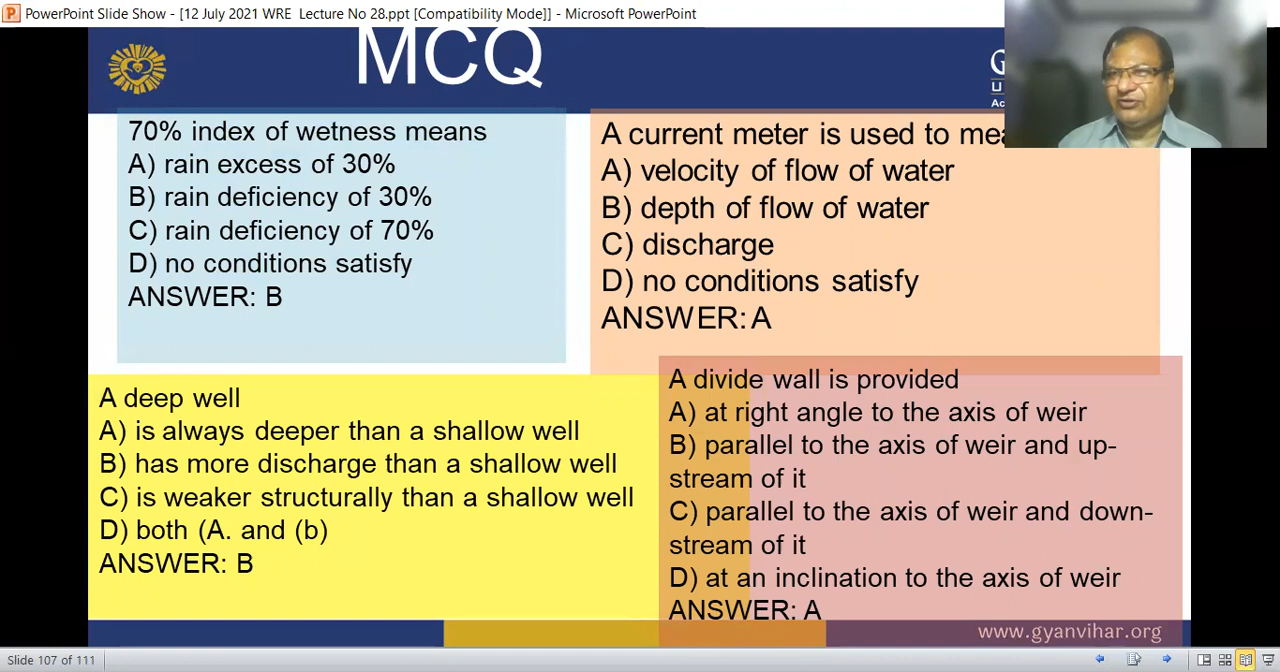 PowerPoint Slide Show - [12 July 2021 WRE Lecture No 28.ppt [Compatibility Mode]] - Microsoft PowerPoint
MCQ
70% index of wetness means
A) rain excess of 30%
B) rain deficiency of 30%
C) rain deficiency of 70%
D) no conditions satisfy
ANSWER: B
A current meter is used to
A) velocity of flow of water
B) depth of flow of water
C) discharge
D) no conditions satisfy
ANSWER: A
A deep well
A) is always deeper than a shallow well
B) has more discharge than a shallow well
C) is weaker structurally than a shallow well
D) both (A. and (b)
ANSWER: B
A divide wall is provided
A) at right angle to the axis of weir
B) parallel to the axis of weir and up-
stream of it
C) parallel to the axis of weir and down-
stream of it
D) at an inclination to the axis of weir
ANSWER: A
www.gyanvihar.org
Slide 107 of 111